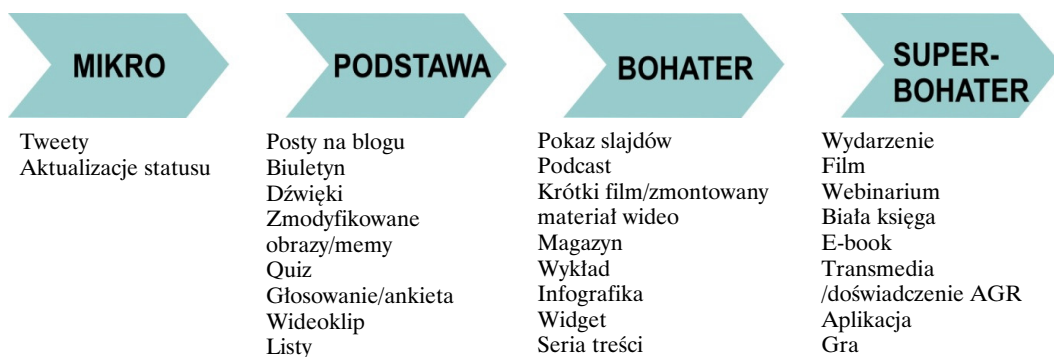 MIKRO
Tweety
Aktualizacje statusu
PODSTAWA
Posty na blogu
Biuletyn
Dźwięki
Zmodyfikowane
obrazy/memy
Quiz
Głosowanie/ankieta
Wideoklip
Listy
BOHATER
Pokaz slajdów
Podcast
Krótki film/zmontowany
materiał wideo
Magazyn
Wykład
Infografika
Widget
Seria treści
SUPER-
BOHATER
Wydarzenie
Film
Webinarium
Biała księga
E-book
Transmedia
/doświadczenie AGR
Aplikacja
Gra